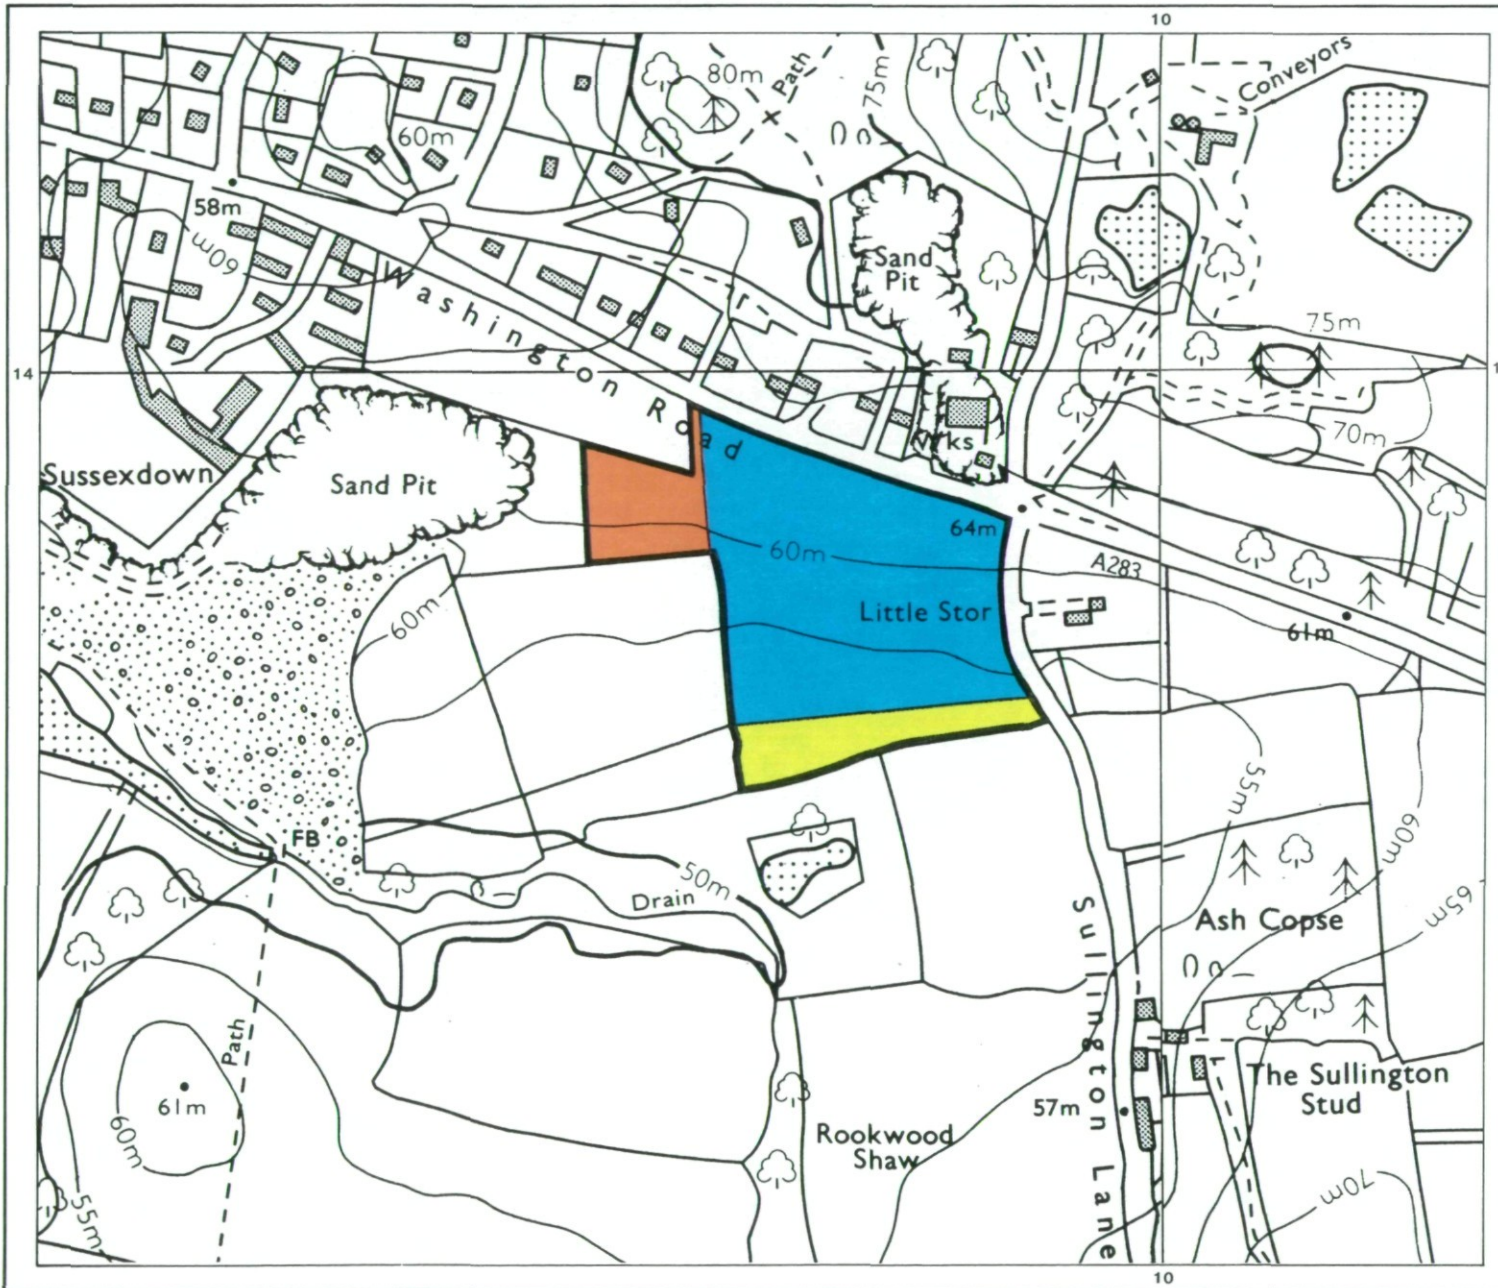 10
Conveyors
Path
80m
75m
60m
58m
60m
Sand
Pit
75m
Washington Road
14
1
70m
Wks
Sussexdown
Sand Pit
64m
60m
A283
Little Stor
61m
60m
55m
60m
FB
50m
Drain
65m
Ash Copse
Sullington Lane
Path
61m
60m
The Sullington
Stud
57m
Rookwood
Shaw
70m
55m
10